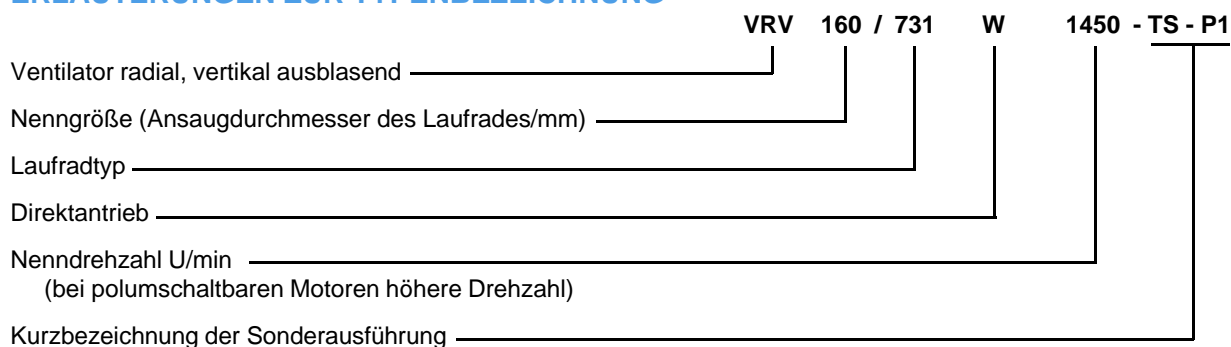 VRV 160 / 731 W 1450 - TS - P1
Ventilator radial, vertikal ausblasend
Nenngröße (Ansaugdurchmesser des Laufrades/mm)
Laufradtyp
Direktantrieb
Nenndrehzahl U/min
(bei polumschaltbaren Motoren höhere Drehzahl)
Kurzbezeichnung der Sonderausführung